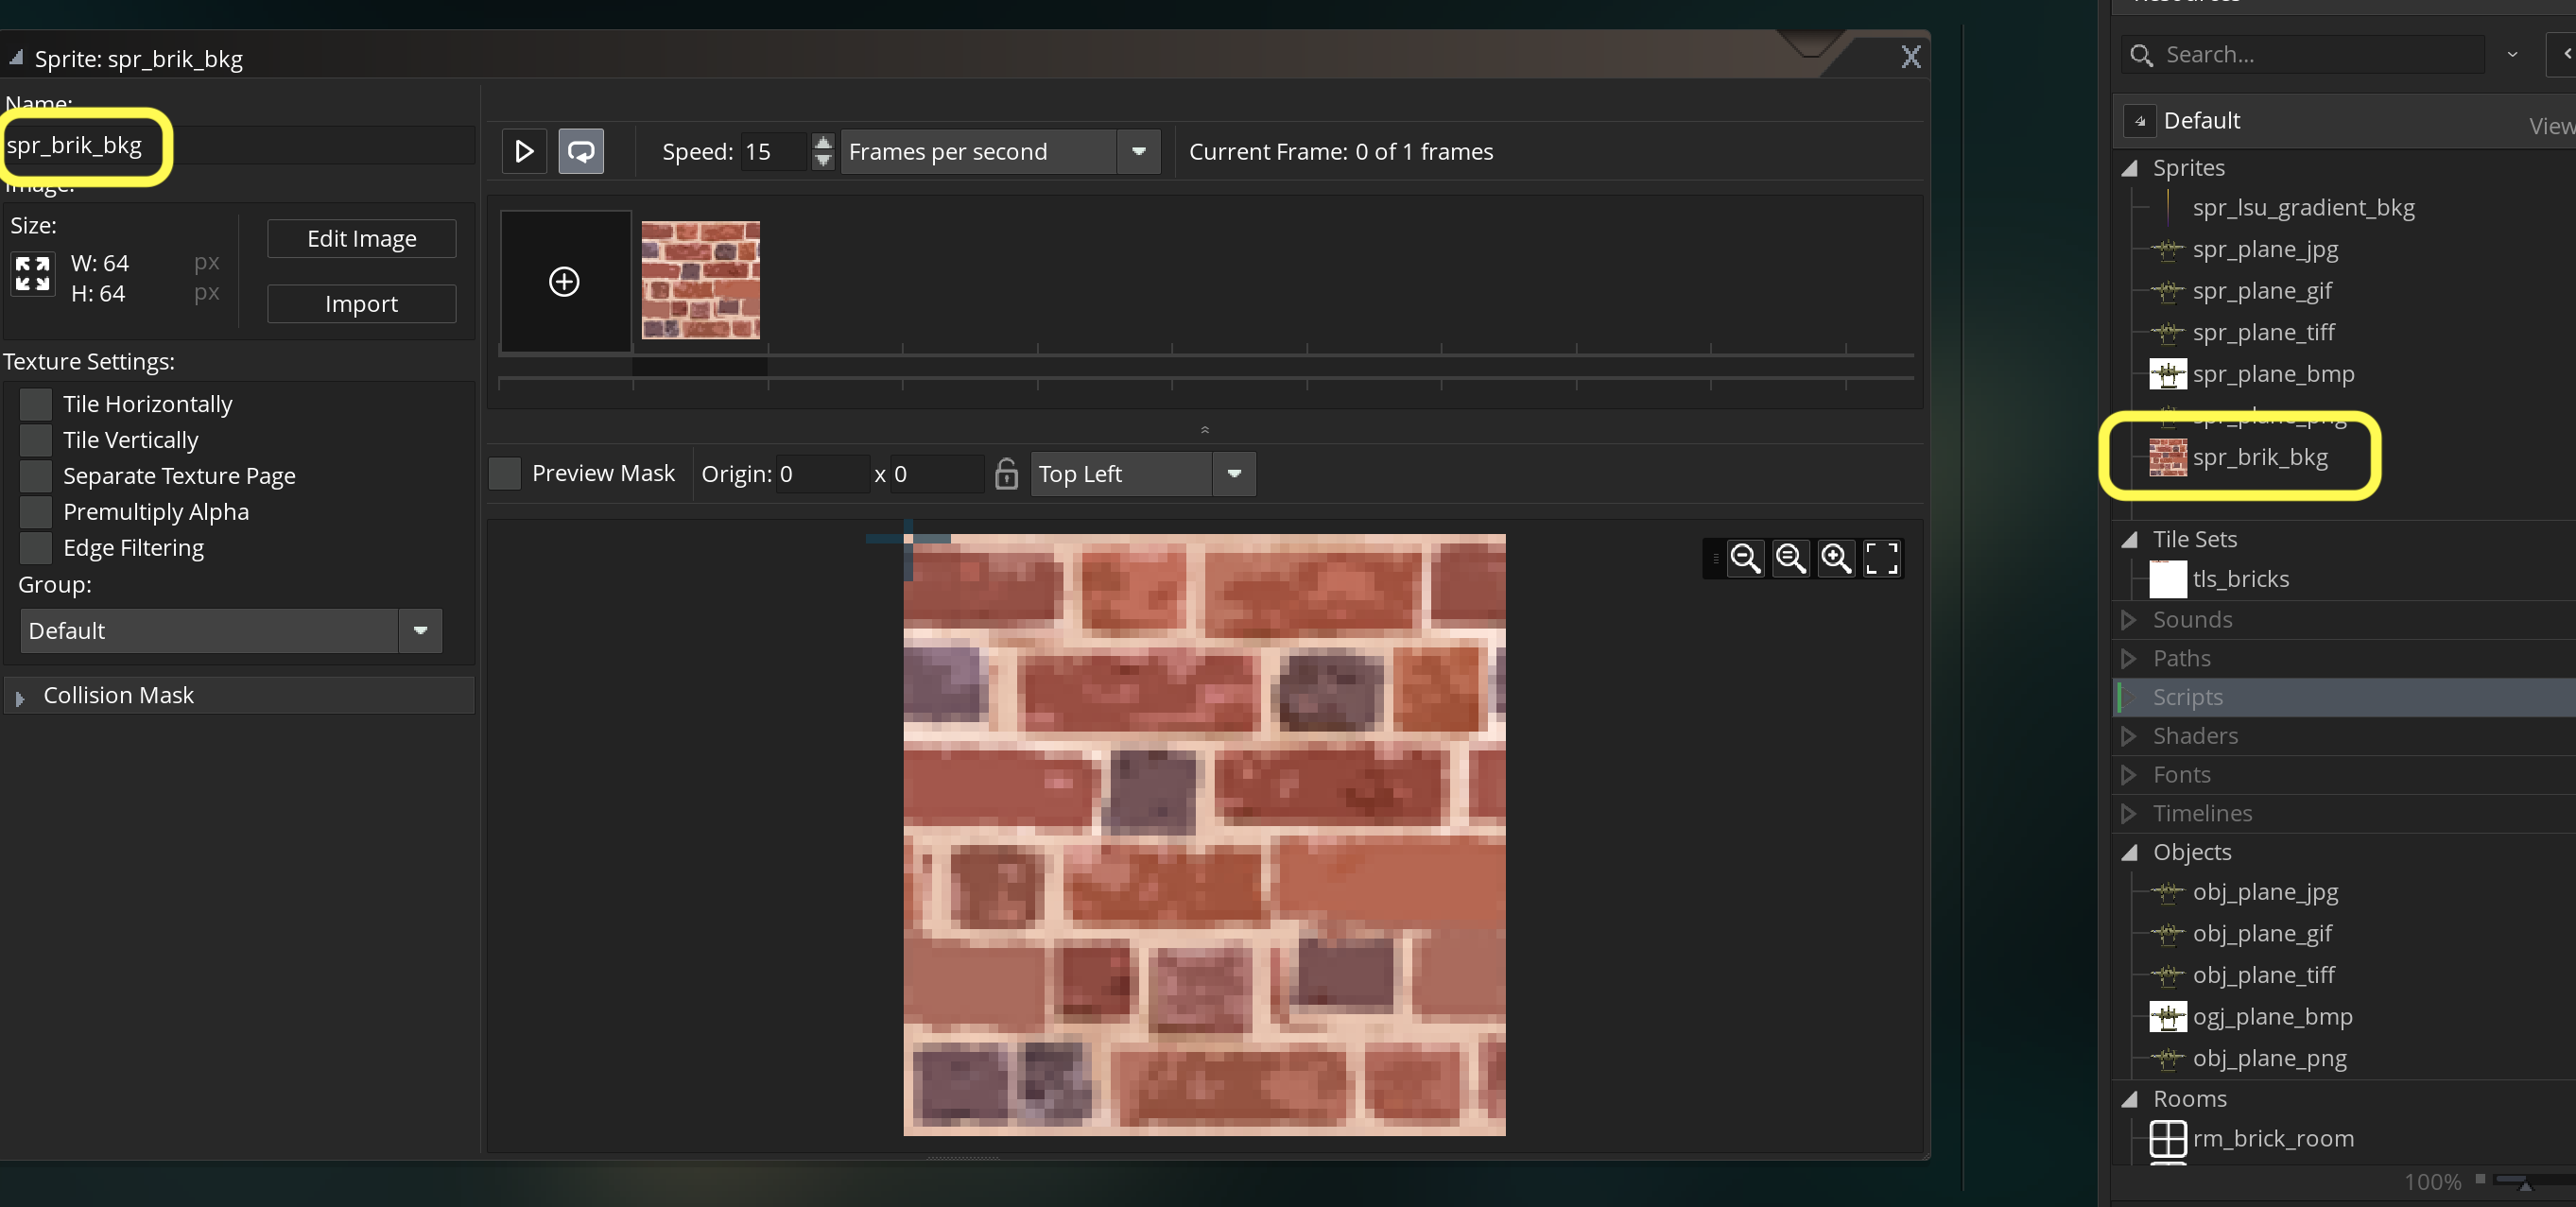 Sprite: spr_brik_bkg
X
Name:
spr_brik_bkg
Image:
Size:
W: 64 px
H: 64 px
Edit Image
Import
Texture Settings:
Tile Horizontally
Tile Vertically
Separate Texture Page
Premultiply Alpha
Edge Filtering
Group:
Default
Collision Mask
Speed: 15
Frames per second
Current Frame: 0 of 1 frames
Preview Mask
Origin: 0 x 0
Top Left
Resources
Search...
Default
View
Sprites
spr_lsu_gradient_bkg
spr_plane_jpg
spr_plane_gif
spr_plane_tiff
spr_plane_bmp
spr_plane_png
spr_brik_bkg
Tile Sets
tls_bricks
Sounds
Paths
Scripts
Shaders
Fonts
Timelines
Objects
obj_plane_jpg
obj_plane_gif
obj_plane_tiff
ogj_plane_bmp
obj_plane_png
Rooms
rm_brick_room
100%